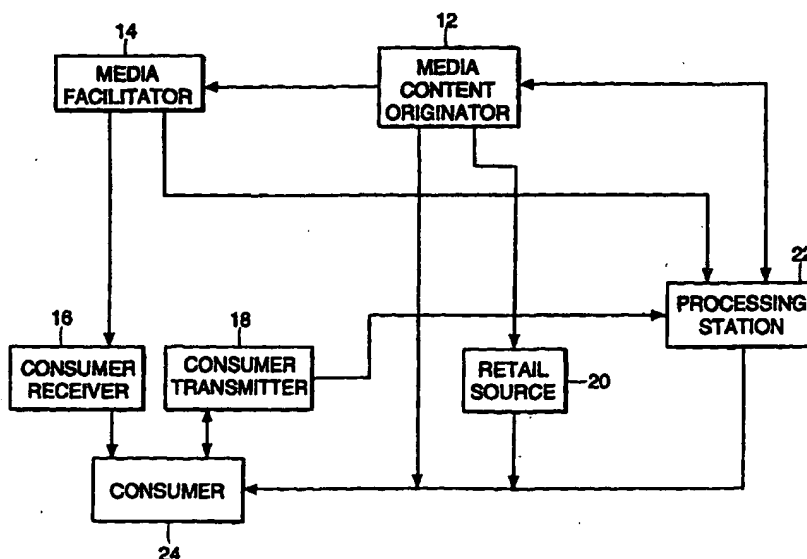 14
MEDIA
FACILITATOR
12
MEDIA
CONTENT
ORIGINATOR
22
PROCESSING
STATION
16
CONSUMER
RECEIVER
18
CONSUMER
TRANSMITTER
RETAIL
SOURCE
20
CONSUMER
24